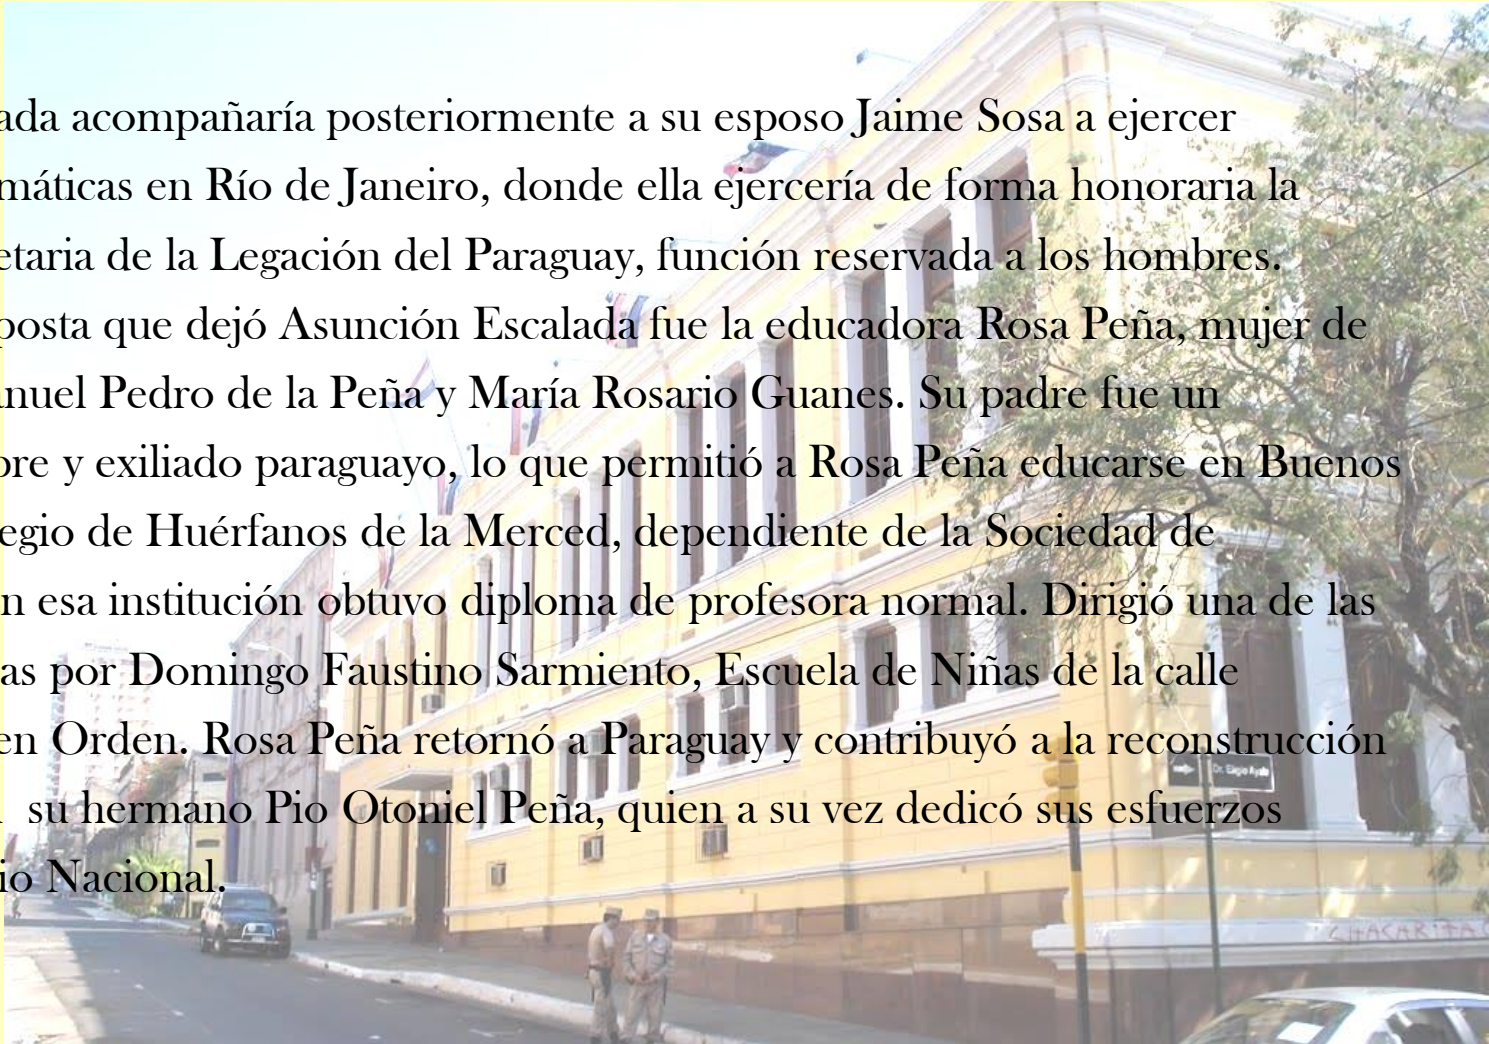 ada acompañaría posteriormente a su esposo Jaime Sosa a ejercer
máticas en Río de Janeiro, donde ella ejercería de forma honoraria la
etaria de la Legación del Paraguay, función reservada a los hombres.
posta que dejó Asunción Escalada fue la educadora Rosa Peña, mujer de
anuel Pedro de la Peña y María Rosario Guanes. Su padre fue un
bre y exiliado paraguayo, lo que permitió a Rosa Peña educarse en Buenos
egio de Huérfanos de la Merced, dependiente de la Sociedad de
n esa institución obtuvo diploma de profesora normal. Dirigió una de las
as por Domingo Faustino Sarmiento, Escuela de Niñas de la calle
en Orden. Rosa Peña retornó a Paraguay y contribuyó a la reconstrucción
su hermano Pio Otoniel Peña, quien a su vez dedicó sus esfuerzos
io Nacional.
Dr. Eligio Ayala
CHACARITA